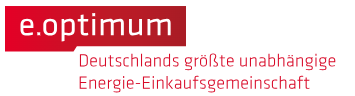 e.optimum
Deutschlands größte unabhängige
Energie-Einkaufsgemeinschaft